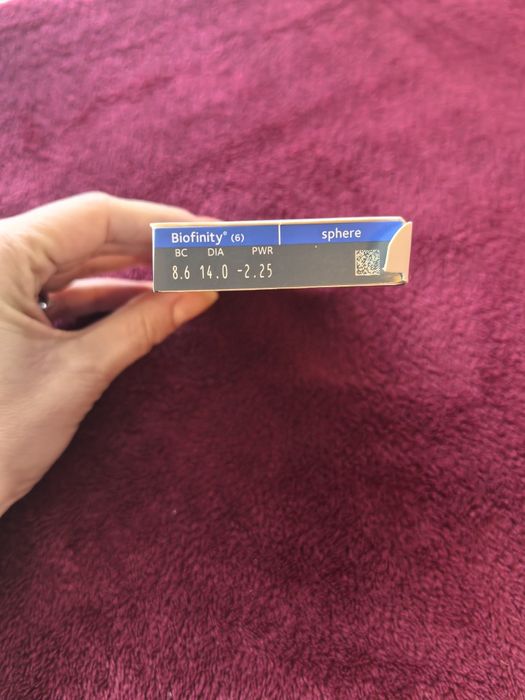 Biofinity® (6) sphere
BC DIA PWR
8.6 14.0 -2.25